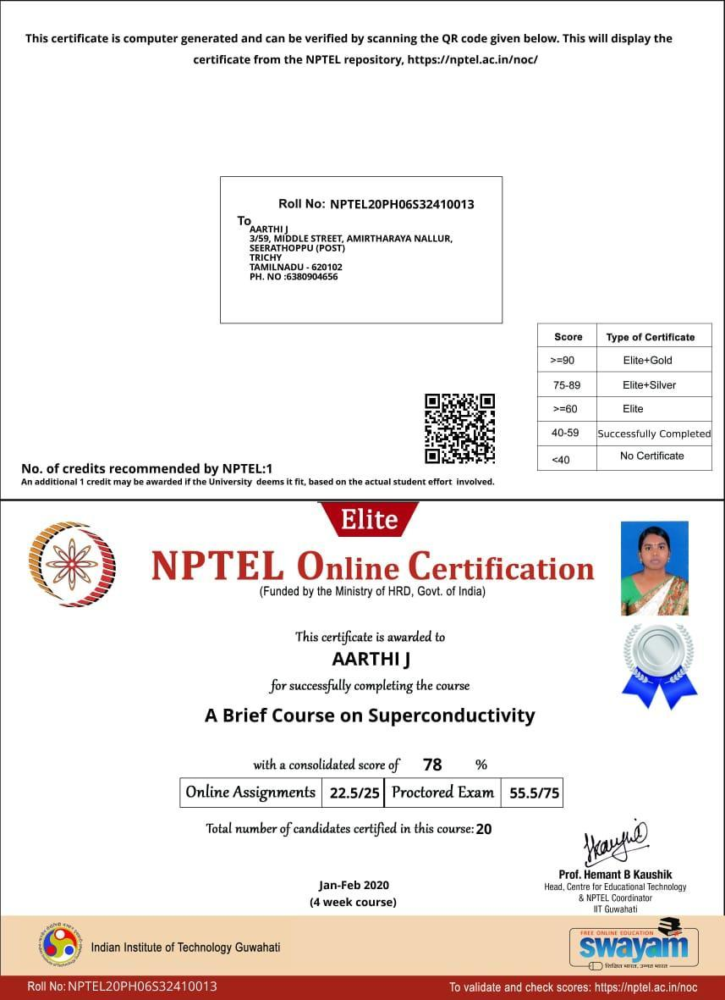 This certificate is computer generated and can be verified by scanning the QR code given below. This will display the
certificate from the NPTEL repository, https://nptel.ac.in/noc/
Roll No: NPTEL20PH06S32410013
To
AARTHI J
3/59, MIDDLE STREET, AMIRTHARAYA NALLUR,
SEERATHOPPU (POST)
TRICHY
TAMILNADU - 620102
PH. NO :6380904656
Score Type of Certificate
>=90 Elite+Gold
75-89 Elite+Silver
>=60 Elite
40-59 Successfully Completed
<40 No Certificate
No. of credits recommended by NPTEL:1
An additional 1 credit may be awarded if the University deems it fit, based on the actual student effort involved.
Elite
NPTEL Online Certification
(Funded by the Ministry of HRD, Govt. of India)
This certificate is awarded to
AARTHI J
for successfully completing the course
A Brief Course on Superconductivity
with a consolidated score of 78 %
Online Assignments 22.5/25 Proctored Exam 55.5/75
Total number of candidates certified in this course: 20
Prof. Hemant B Kaushik
Head, Centre for Educational Technology
& NPTEL Coordinator
IIT Guwahati
Jan-Feb 2020
(4 week course)
Indian Institute of Technology Guwahati
FREE ONLINE EDUCATION
swayam
शिक्षित भारत, उन्नत भारत
Roll No: NPTEL20PH06S32410013
To validate and check scores: https://nptel.ac.in/noc